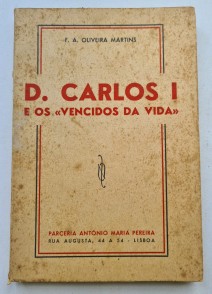 F. A. OLIVEIRA MARTINS
D. CARLOS I
E OS «VENCIDOS DA VIDA»
PARCERIA ANTÓNIO MARIA PEREIRA
RUA AUGUSTA, 44 A 54 - LISBOA